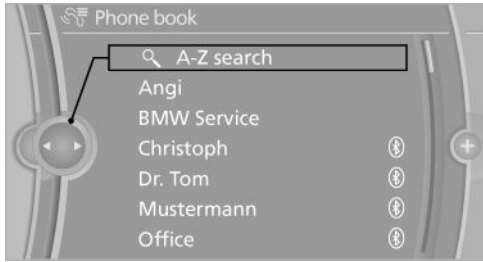 Phone book
A-Z search
Angi
BMW Service
Christoph
Dr. Tom
Mustermann
Office